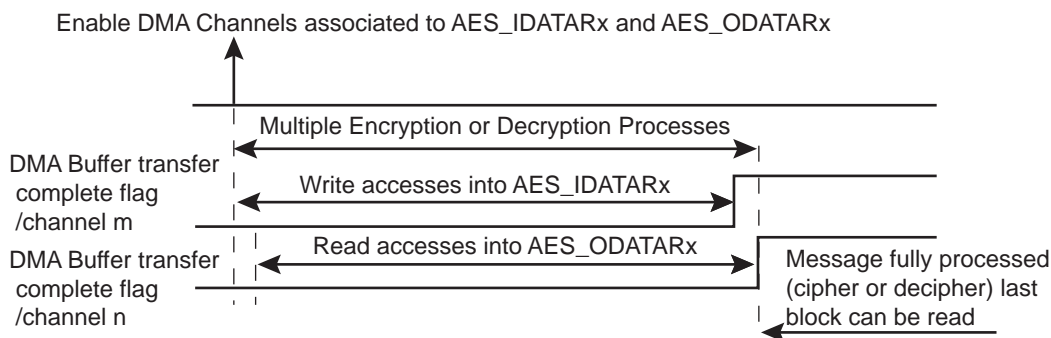 Enable DMA Channels associated to AES_IDATARx and AES_ODATARx
Multiple Encryption or Decryption Processes
DMA Buffer transfer
complete flag
/channel m
Write accesses into AES_IDATARx
DMA Buffer transfer
complete flag
/channel n
Read accesses into AES_ODATARx
Message fully processed
(cipher or decipher) last
block can be read